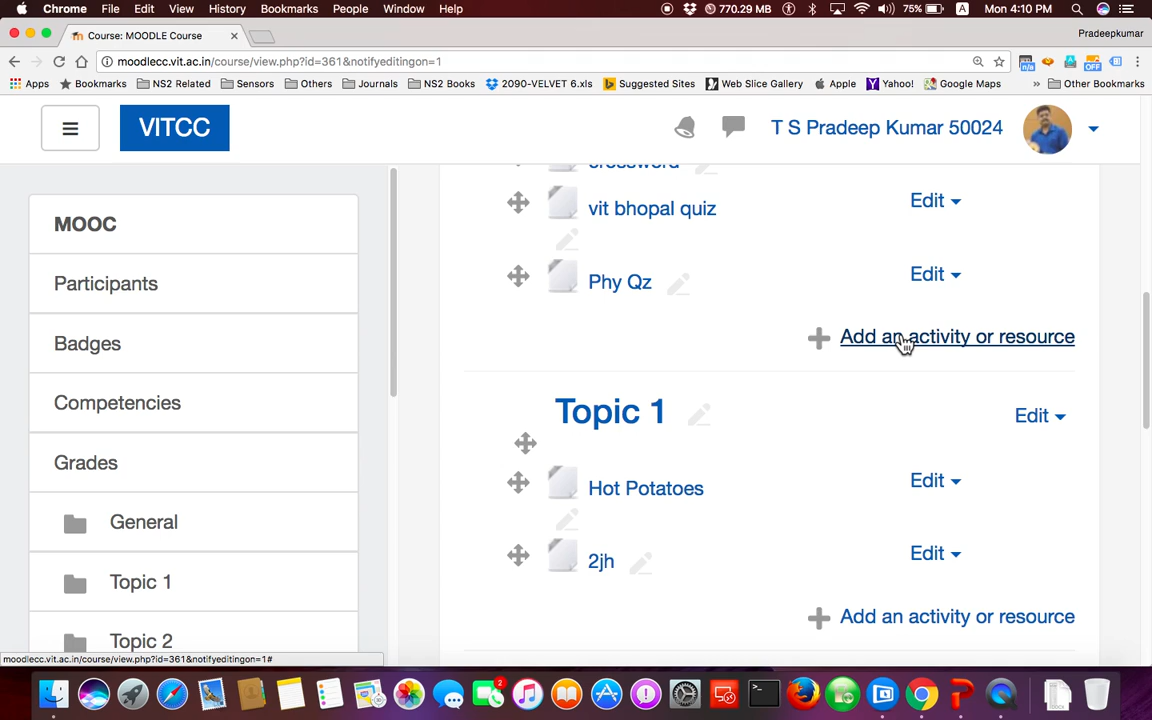 Chrome File Edit View History Bookmarks People Window Help 770.29 MB 75% A Mon 4:10 PM
Course: MOODLE Course Pradeepkumar
moodlecc.vit.ac.in/course/view.php?id=361&notifyeditingon=1 n/a OFF
Apps Bookmarks NS2 Related Sensors Others Journals NS2 Books 2090-VELVET 6.xls Suggested Sites Web Slice Gallery Apple Yahoo! Google Maps » Other Bookmarks
VITCC T S Pradeep Kumar 50024
crossword
MOOC
vit bhopal quiz Edit
Participants
Phy Qz Edit
Badges
Add an activity or resource
Competencies
Topic 1 Edit
Grades
Hot Potatoes Edit
General
2jh Edit
Topic 1
Add an activity or resource
Topic 2
moodlecc.vit.ac.in/course/view.php?id=361&notifyeditingon=1#
2